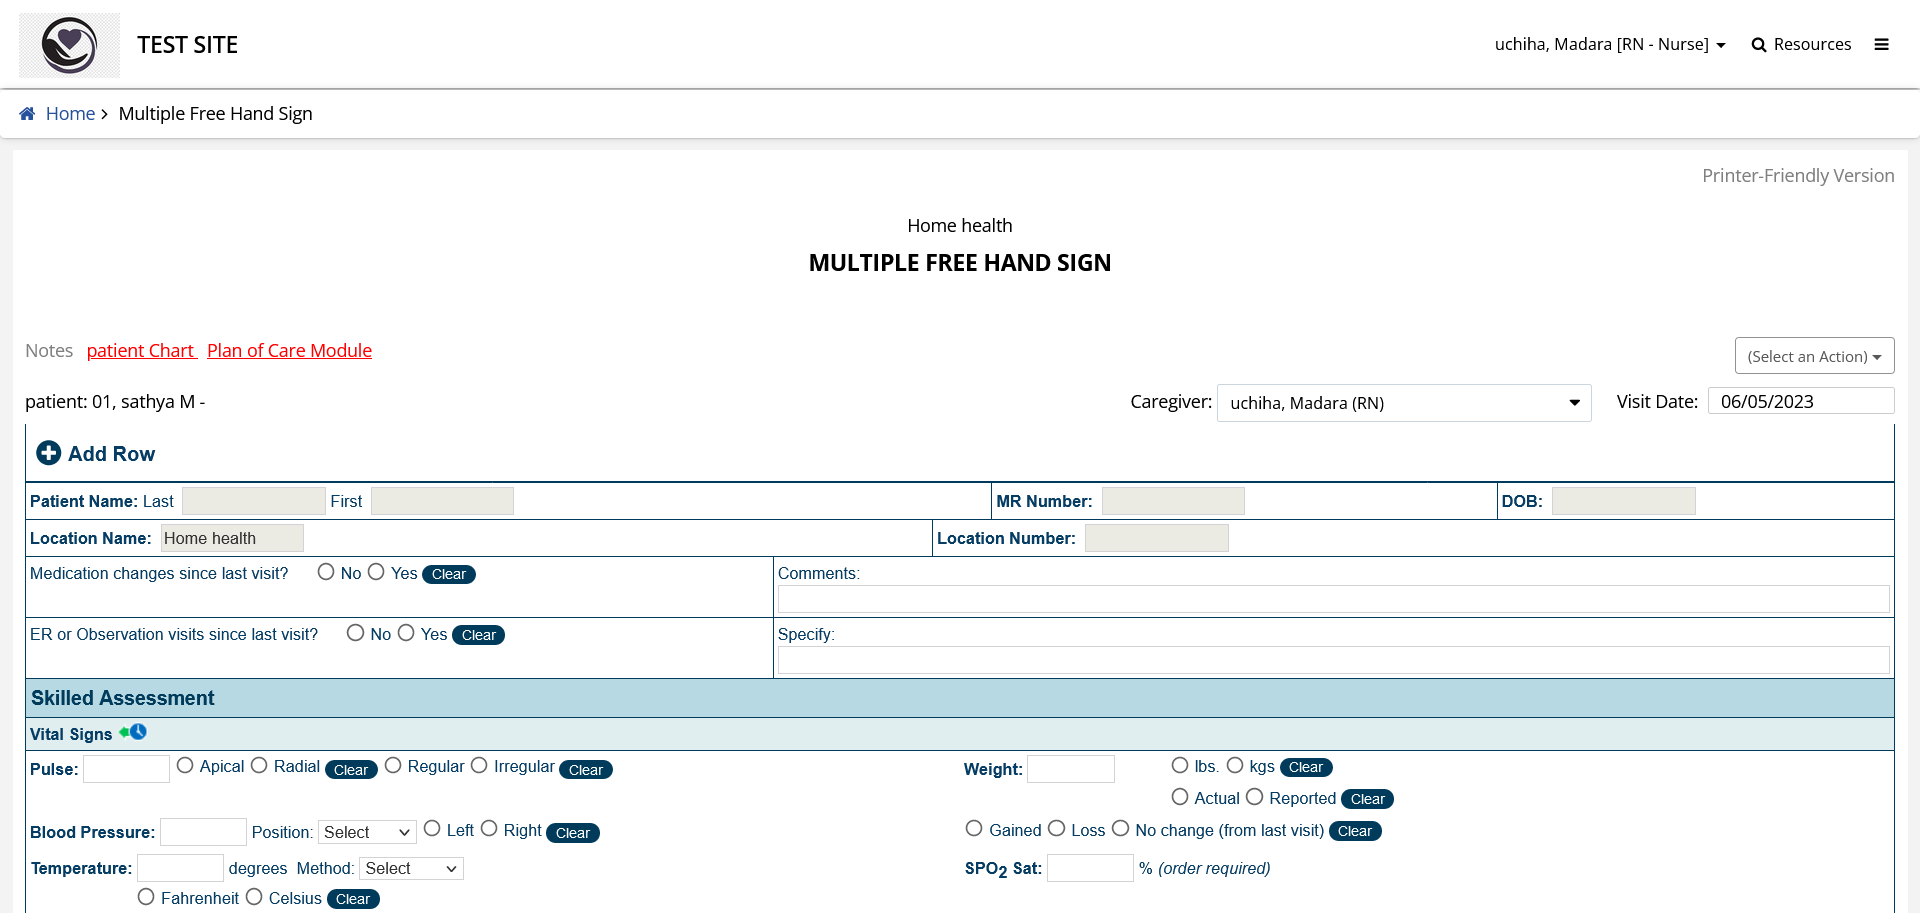 TEST SITE
uchiha, Madara [RN - Nurse] Resources
Home Multiple Free Hand Sign
Printer-Friendly Version
Home health
MULTIPLE FREE HAND SIGN
Notes patient Chart Plan of Care Module (Select an Action)
patient: 01, sathya M - Caregiver: uchiha, Madara (RN) Visit Date: 06/05/2023
Add Row
Patient Name: Last First MR Number: DOB:
Location Name: Home health Location Number:
Medication changes since last visit? No Yes Clear Comments:
ER or Observation visits since last visit? No Yes Clear Specify:
Skilled Assessment
Vital Signs
Pulse: Apical Radial Clear Regular Irregular Clear Weight: lbs. kgs Clear
Actual Reported Clear
Blood Pressure: Position: Select Left Right Clear Gained Loss No change (from last visit) Clear
Temperature: degrees Method: Select SPO2 Sat: % (order required)
Fahrenheit Celsius Clear